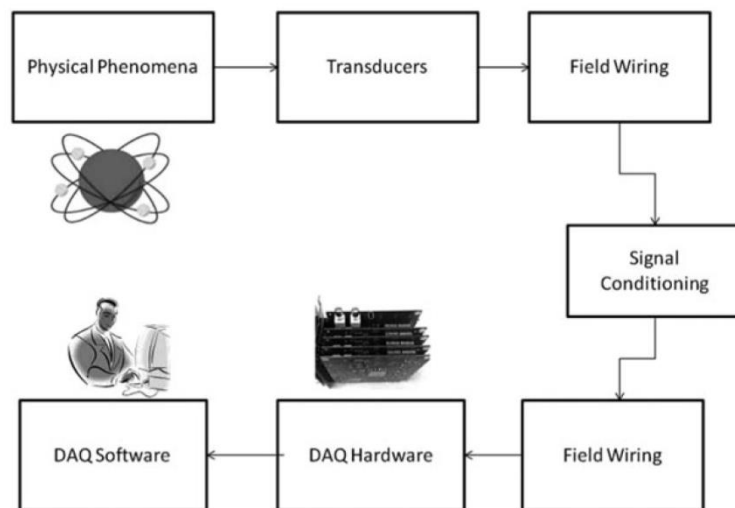 Physical Phenomena
Transducers
Field Wiring
Signal
Conditioning
Field Wiring
DAQ Hardware
DAQ Software